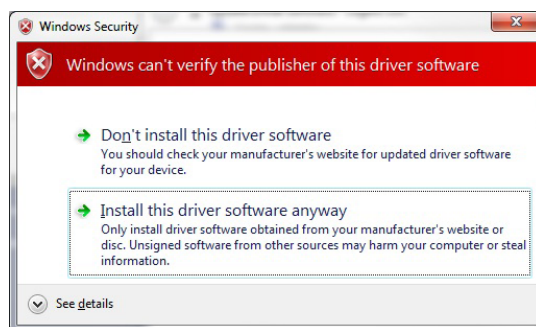 Windows Security
Windows can't verify the publisher of this driver software
Don't install this driver software
You should check your manufacturer's website for updated driver software
for your device.
Install this driver software anyway
Only install driver software obtained from your manufacturer's website or
disc. Unsigned software from other sources may harm your computer or steal
information.
See details